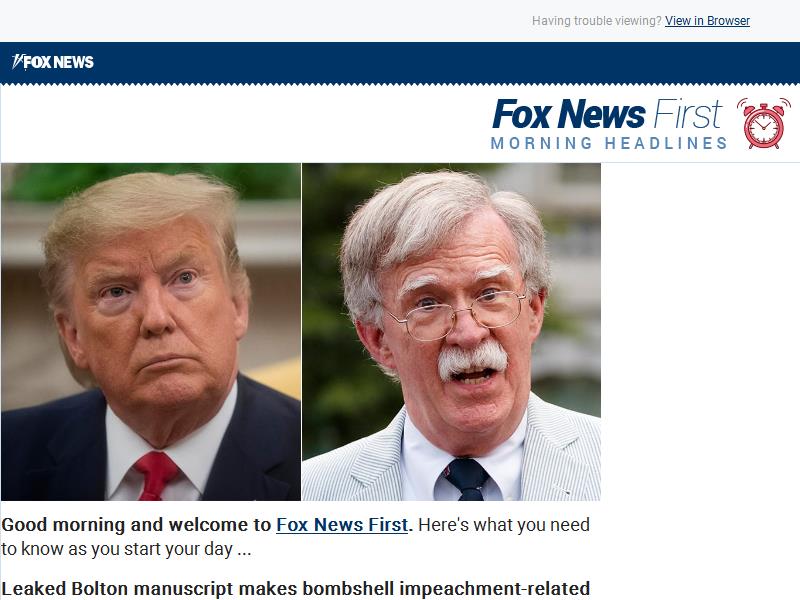 Having trouble viewing? View in Browser
FOX NEWS
Fox News First
MORNING HEADLINES
Good morning and welcome to Fox News First. Here's what you need
to know as you start your day ...
Leaked Bolton manuscript makes bombshell impeachment-related